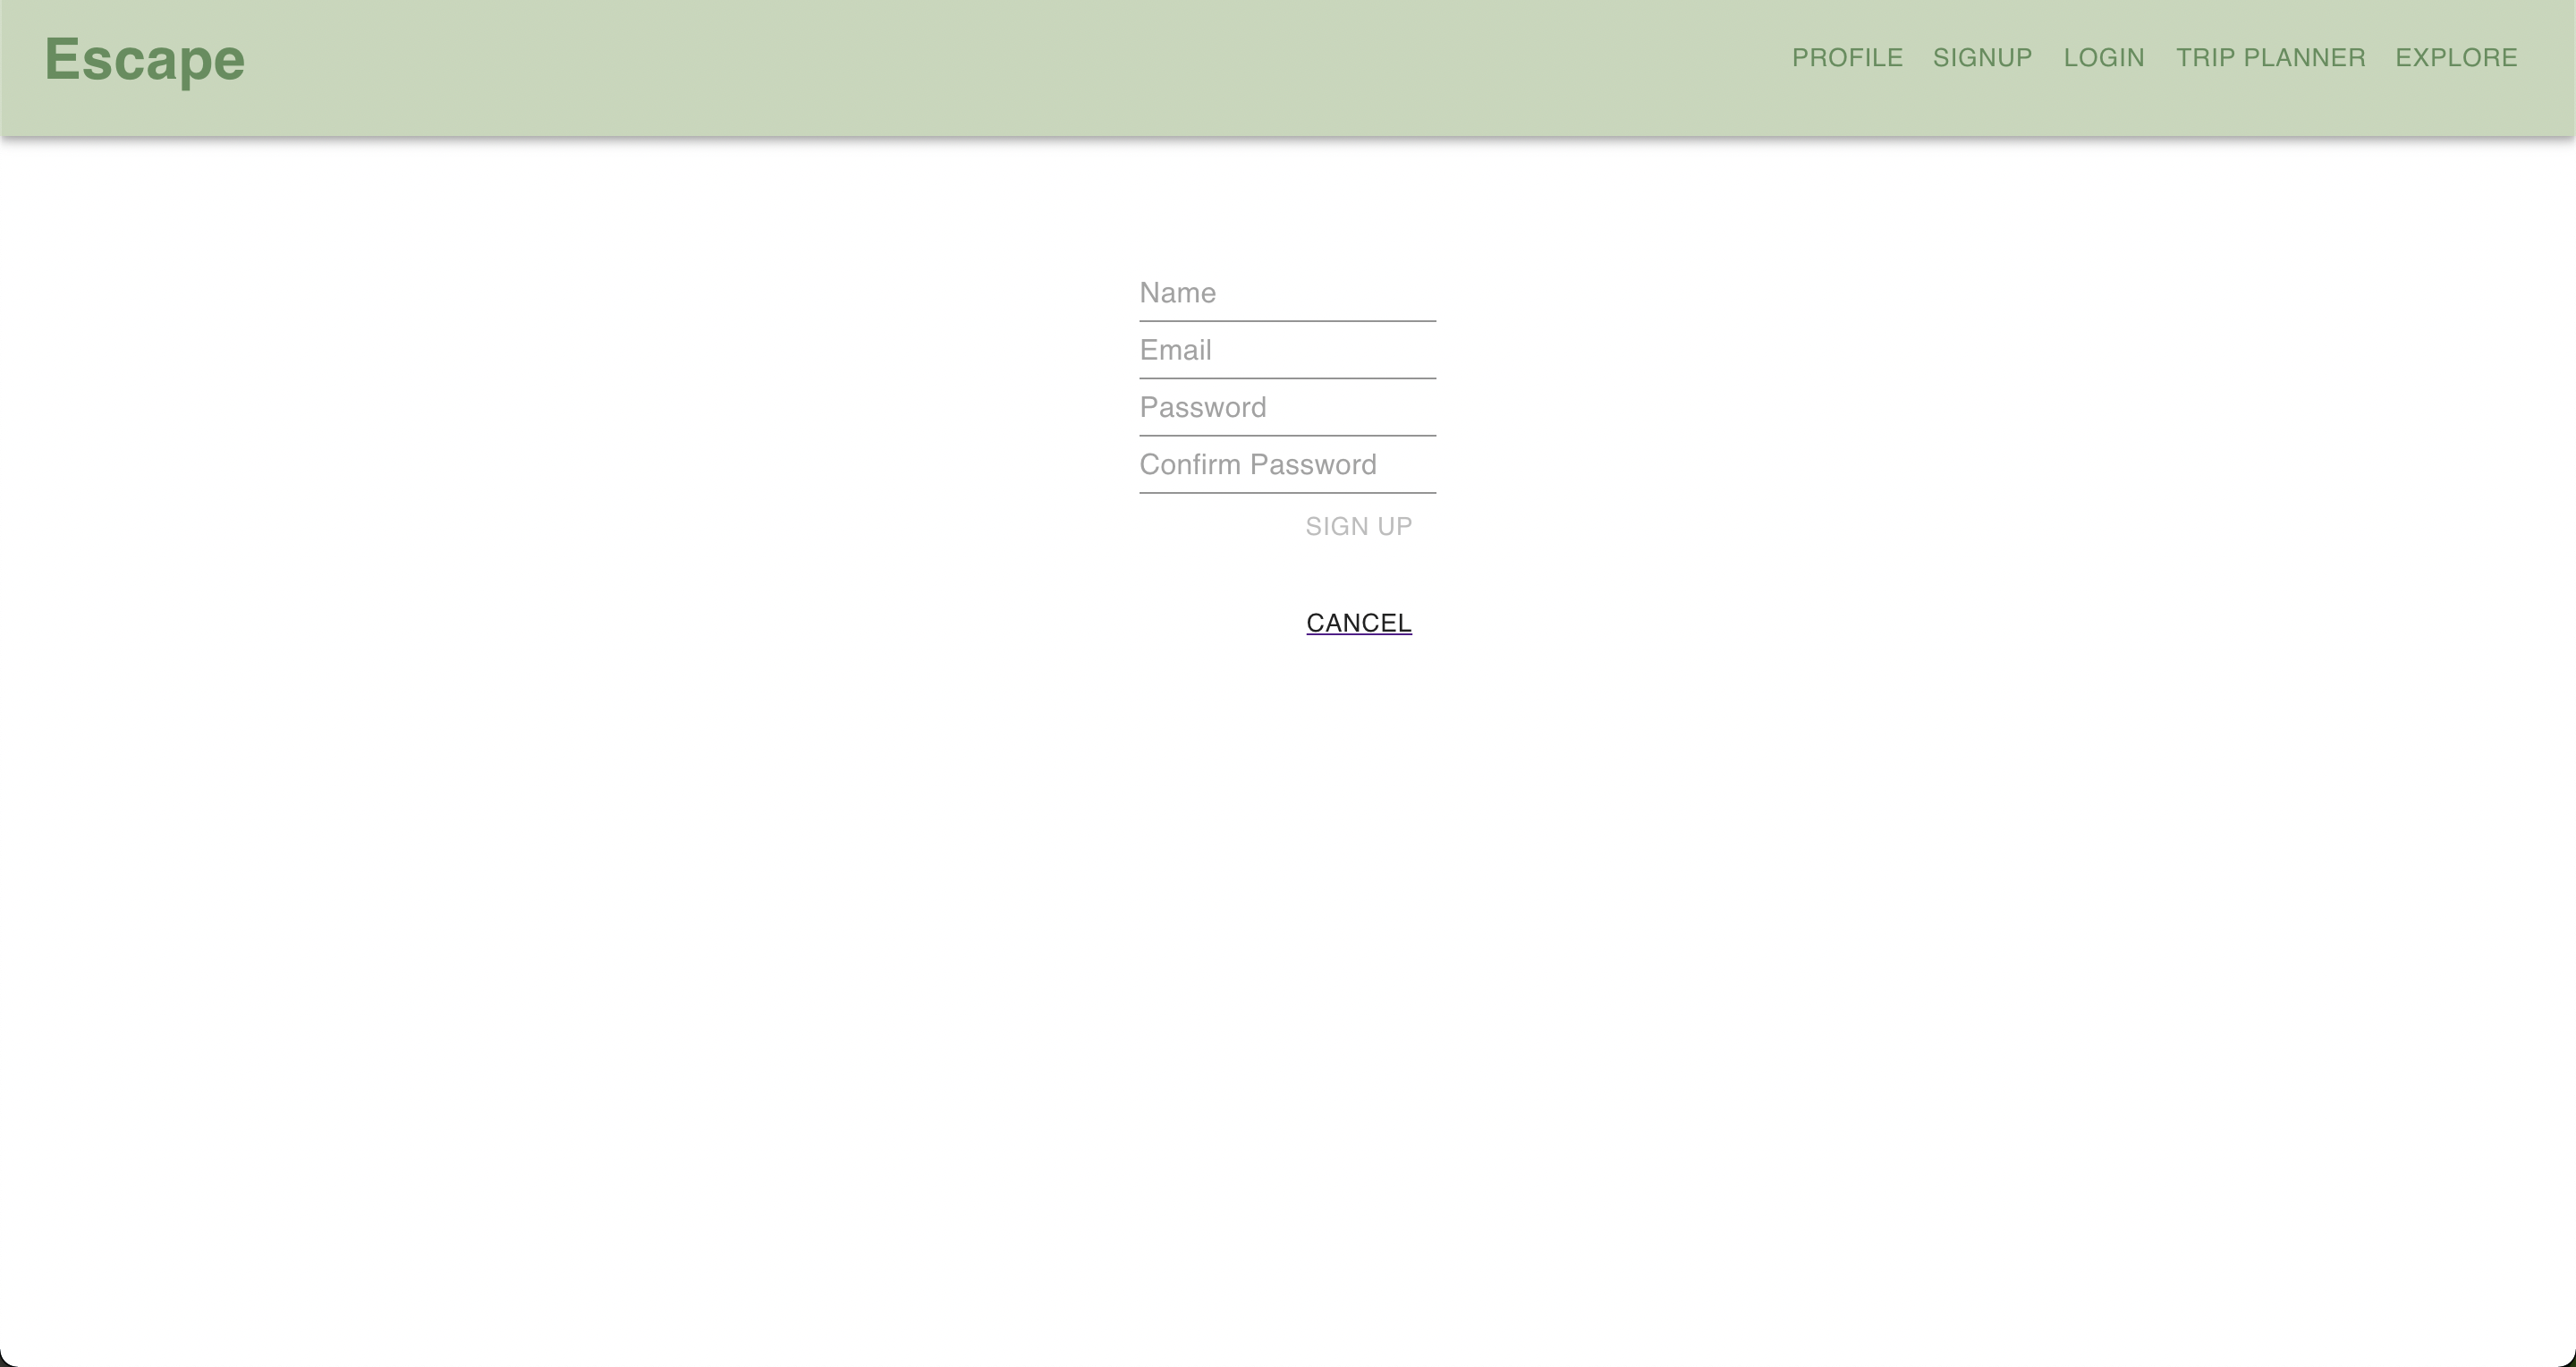 Escape
PROFILE SIGNUP LOGIN TRIP PLANNER EXPLORE
Name
Email
Password
Confirm Password
SIGN UP
CANCEL